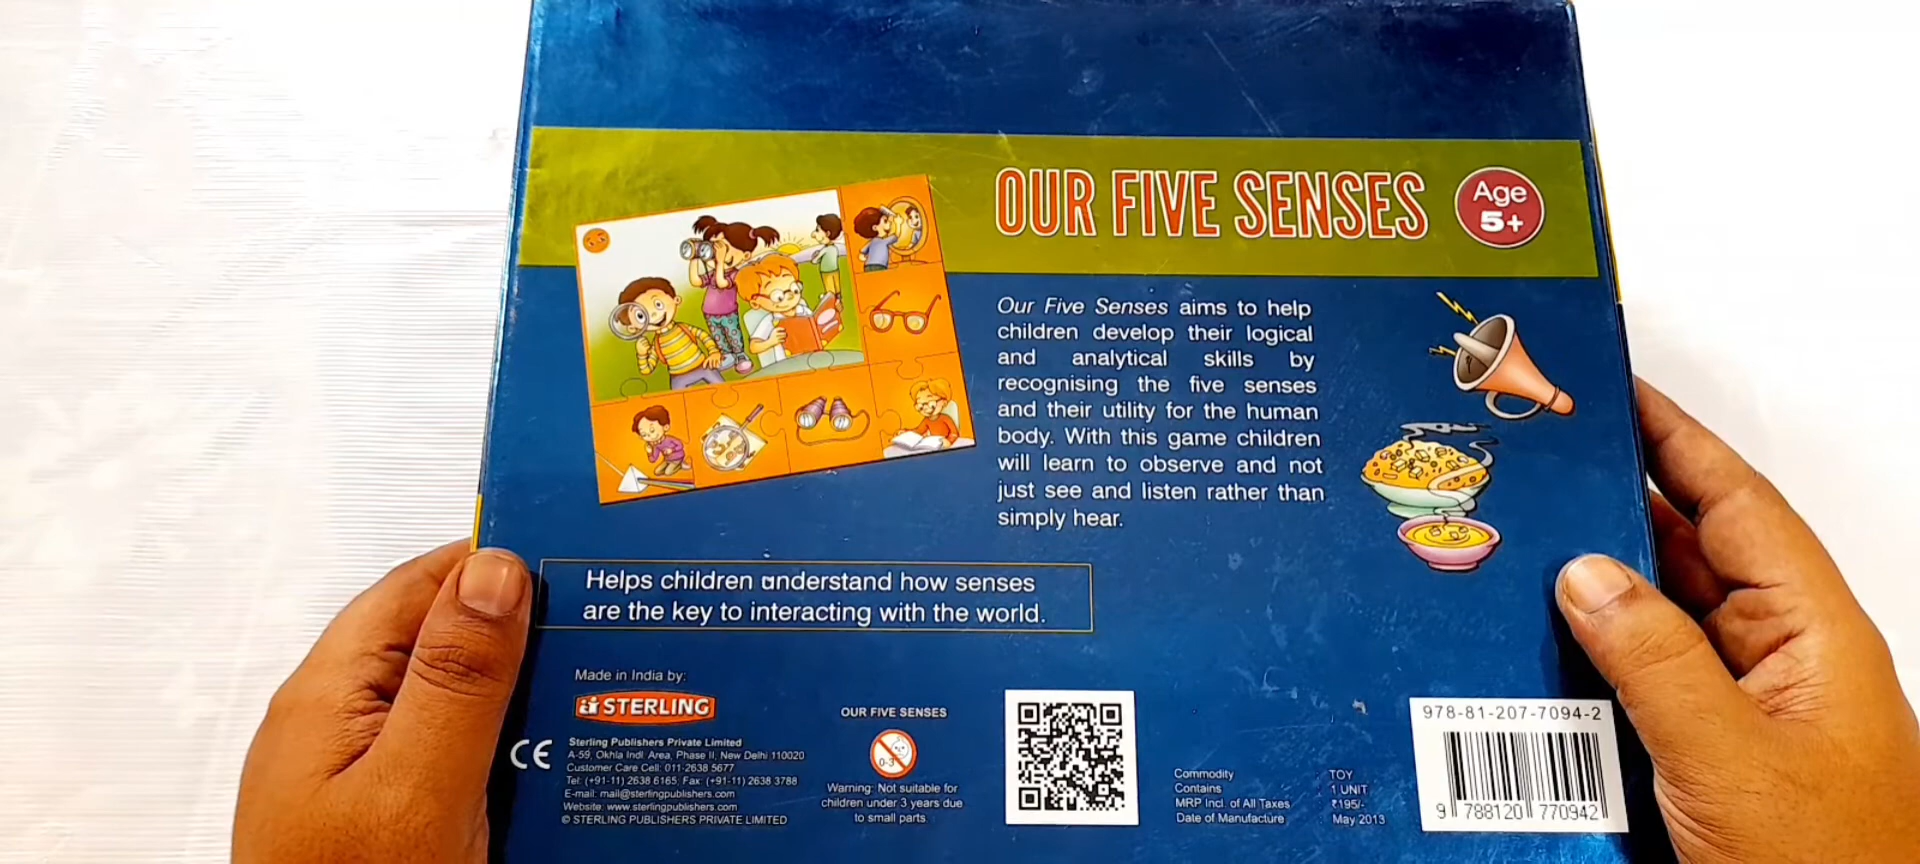 OUR FIVE SENSES
Age
5+
Our Five Senses aims to help
children develop their logical
and analytical skills by
recognising the five senses
and their utility for the human
body. With this game children
will learn to observe and not
just see and listen rather than
simply hear.
Helps children understand how senses
are the key to interacting with the world.
Made in India by:
STERLING
CE
Sterling Publishers Private Limited
A-59, Okhla Indl. Area, Phase II, New Delhi 110020
Customer Care Cell: 011-2638 5677
Tel: (+91-11) 2638 6165, Fax: (+91-11) 2638 3788
E-mail: mail@sterlingpublishers.com
Website: www.sterlingpublishers.com
© STERLING PUBLISHERS PRIVATE LIMITED
OUR FIVE SENSES
0-3
Warning: Not suitable for
children under 3 years due
to small parts.
Commodity : TOY
Contains : 1 UNIT
MRP Incl. of All Taxes : ₹195/-
Date of Manufacture : May 2013
978-81-207-7094-2
9 788120 770942